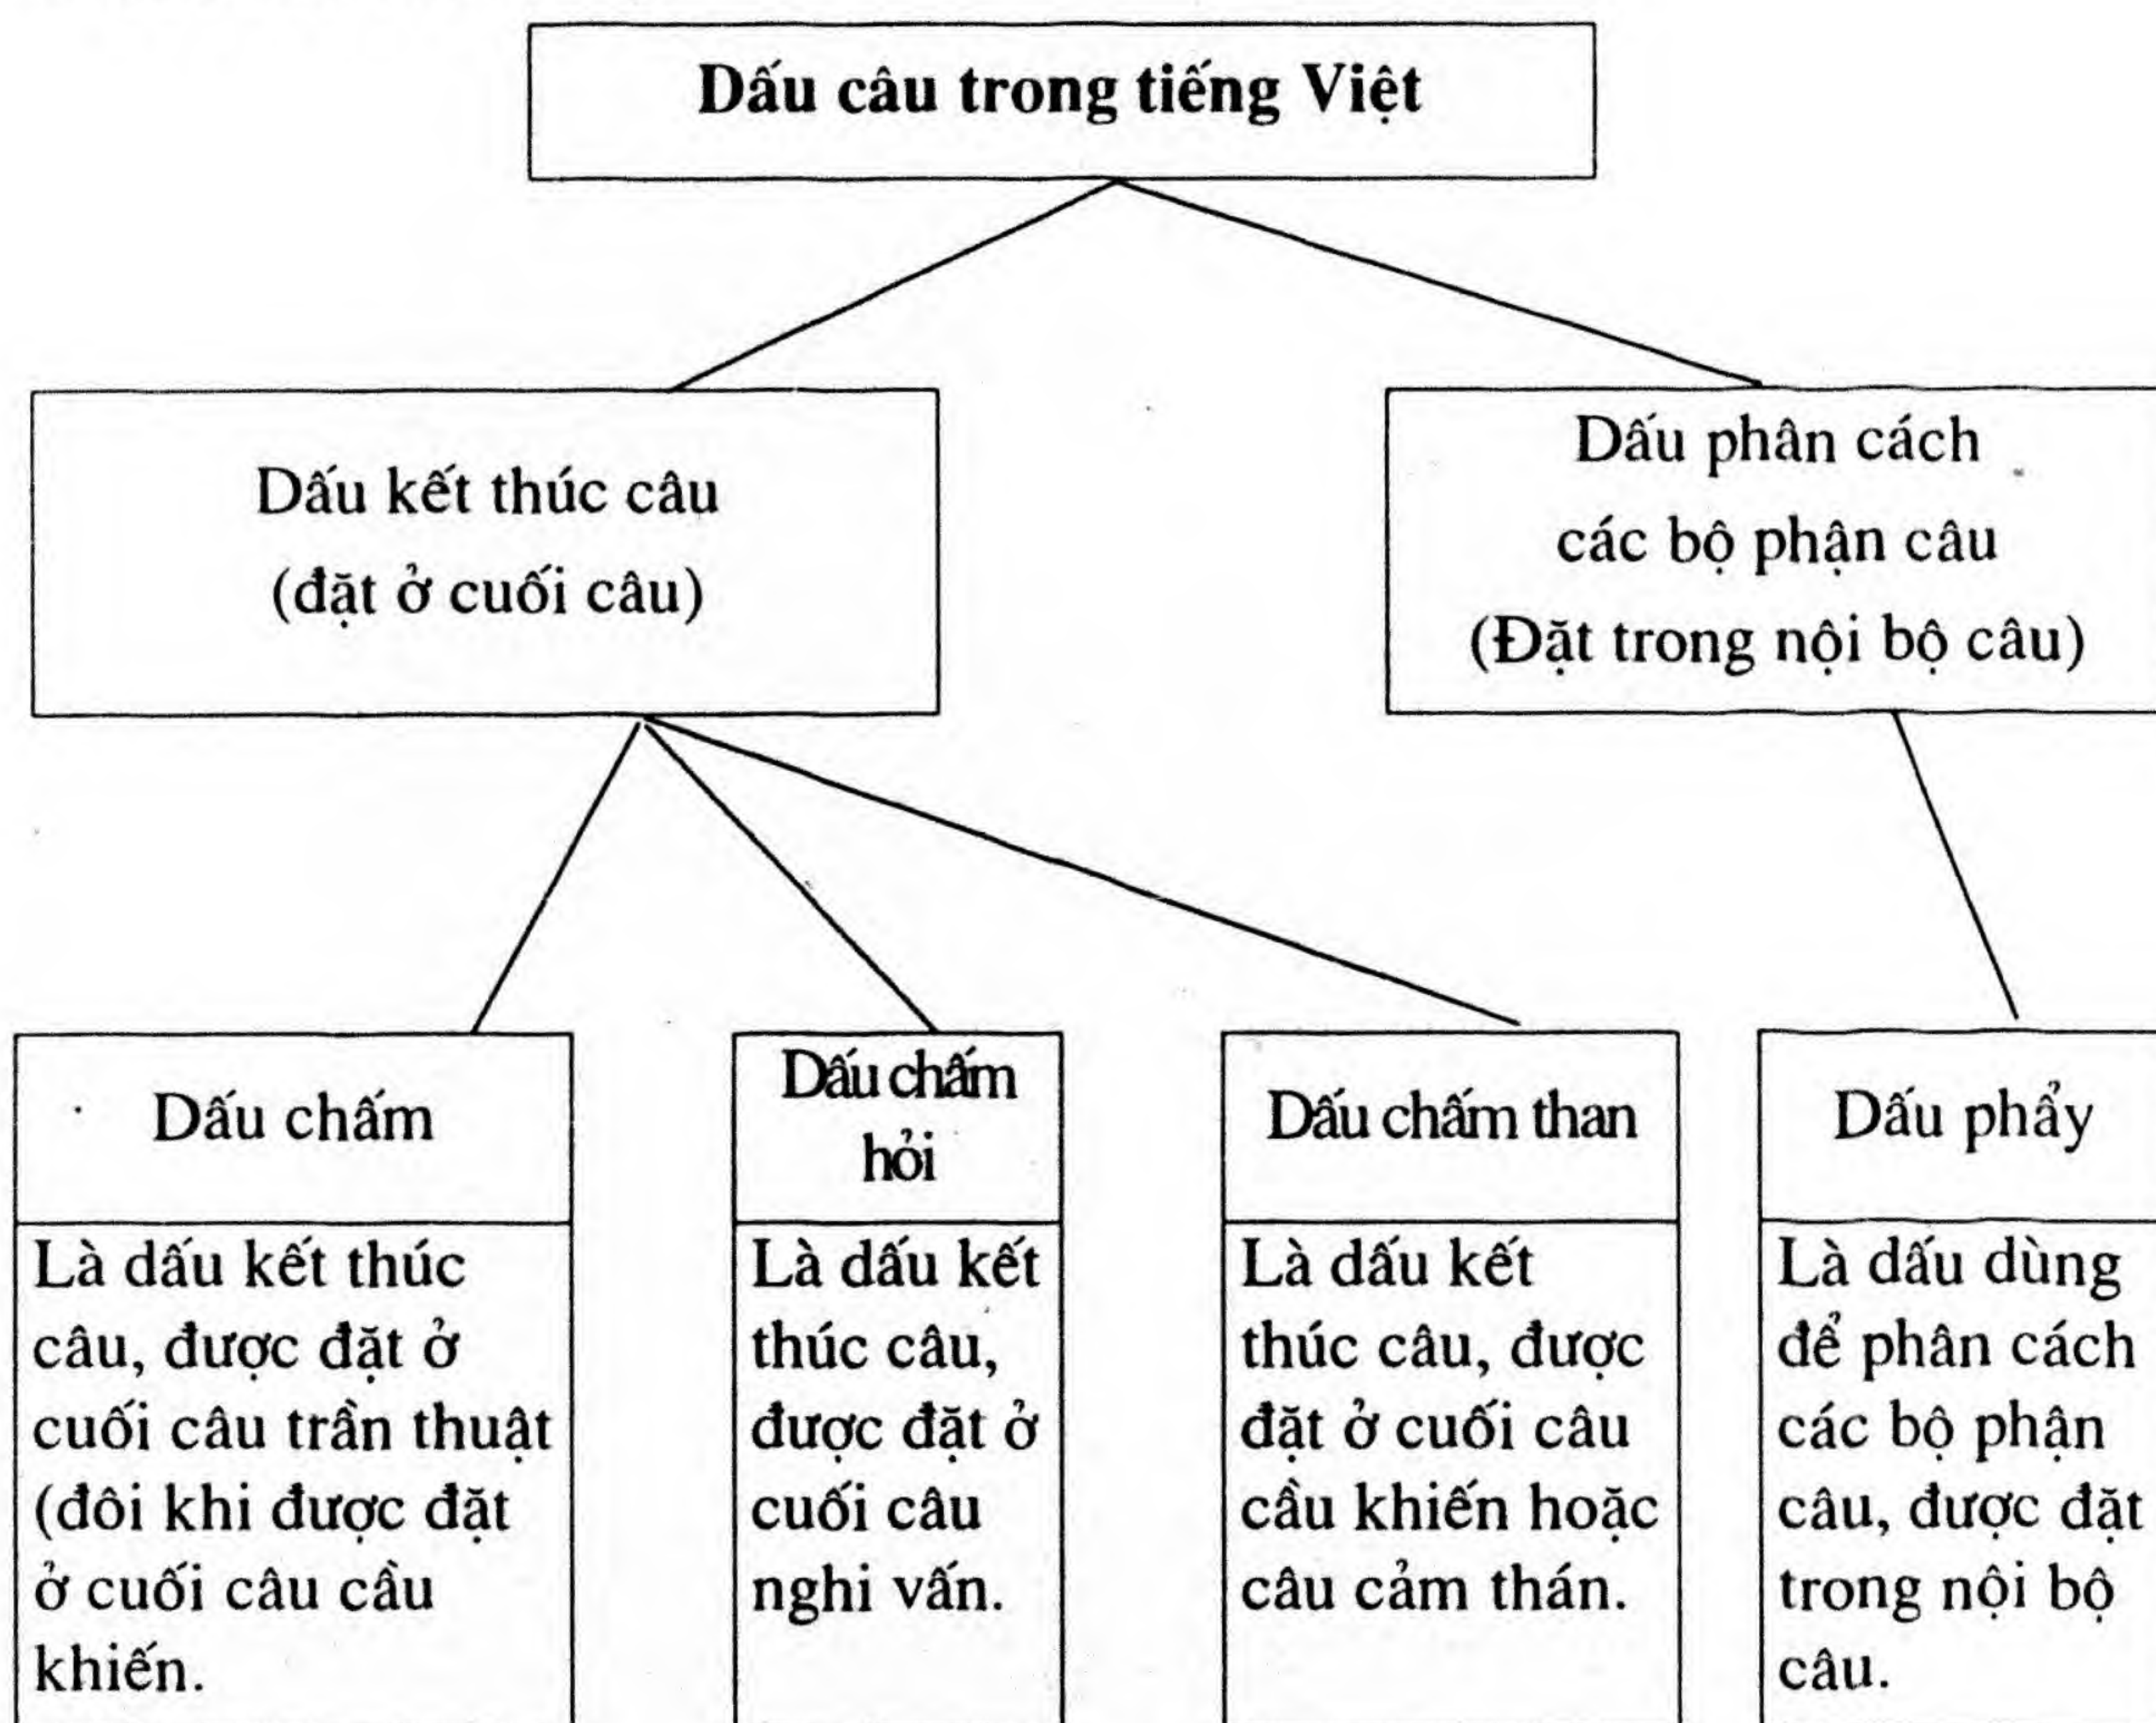 Dấu câu trong tiếng Việt
Dấu kết thúc câu
(đặt ở cuối câu)
Dấu phân cách
các bộ phận câu
(Đặt trong nội bộ câu)
Dấu chấm
Là dấu kết thúc
câu, được đặt ở
cuối câu trần thuật
(đôi khi được đặt
ở cuối câu cầu
khiến.
Dấu chấm
hỏi
Là dấu kết
thúc câu,
được đặt ở
cuối câu
nghi vấn.
Dấu chấm than
Là dấu kết
thúc câu, được
đặt ở cuối câu
cầu khiến hoặc
câu cảm thán.
Dấu phẩy
Là dấu dùng
để phân cách
các bộ phận
câu, được đặt
trong nội bộ
câu.